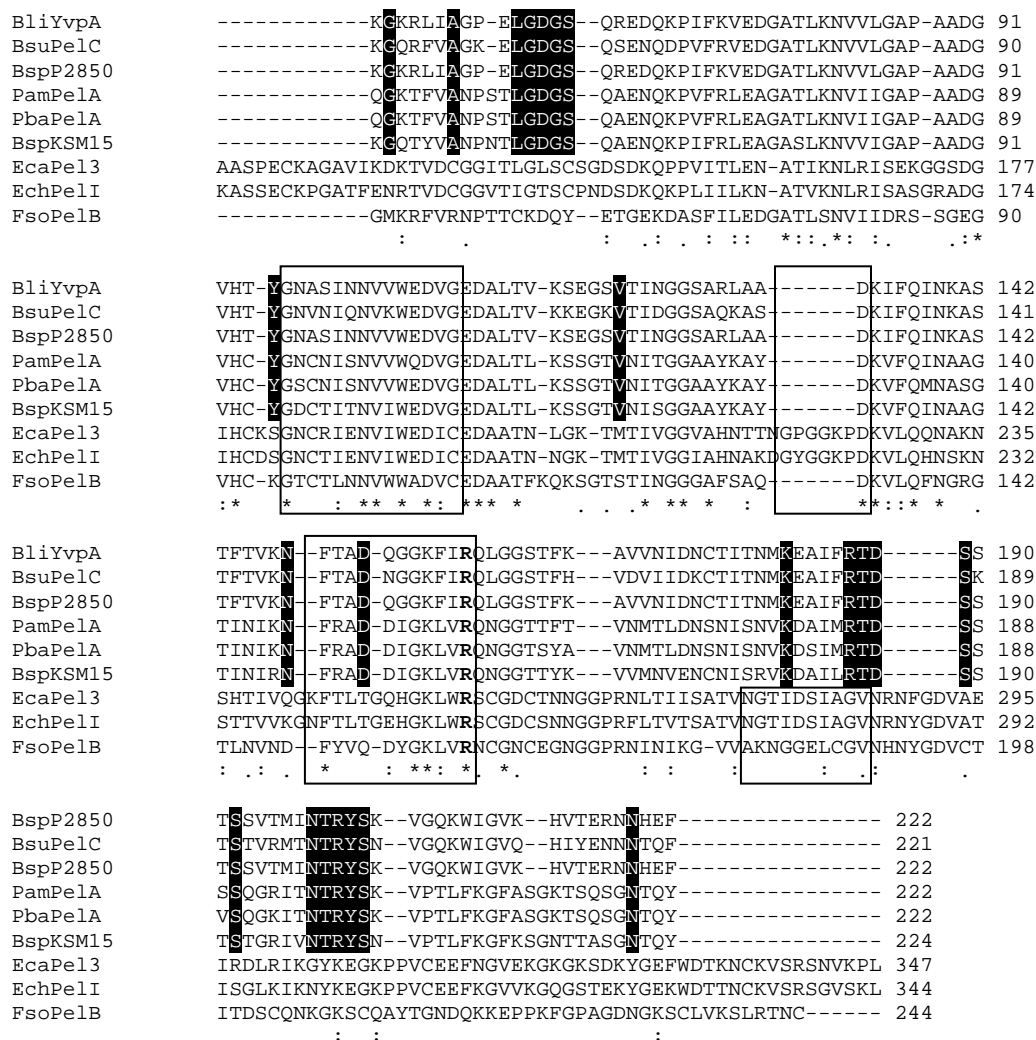 BliYvpA ------------KGKRLIAGP-ELGDGS--QREDQKPIFKVEDGATLKNVVLGAP-AADG 91
BsuPelC ------------KGQRFVAGK-ELGDGS--QSENQDPVFRVEDGATLKNVVLGAP-AADG 90
BspP2850 ------------KGKRLIAGP-ELGDGS--QREDQKPIFKVEDGATLKNVVLGAP-AADG 91
PamPelA ------------QGKTFVANPSTLGDGS--QAENQKPVFRLEAGATLKNVIIGAP-AADG 89
PbaPelA ------------QGKTFVANPSTLGDGS--QAENQKPVFRLEAGATLKNVIIGAP-AADG 89
BspKSM15 ------------KGQTYVANPNTLGDGS--QAENQKPIFRLEAGASLKNVVIGAP-AADG 91
EcaPel3 AASPECKAGAVIKDKTVDCGGITLGLSCSGDSDKQPPVITLEN-ATIKNLRISEKGGSDG 177
EchPelI KASSECKPGATFENRTVDCGGVTIGTSCPNDSDKQKPLIILKN-ATVKNLRISASGRADG 174
FsoPelB ------------GMKRFVRNPTTCKDQY--ETGEKDASFILEDGATLSNVIIDRS-SGEG 90
: . : .: . : :: *::.*: : .:*
BliYvpA VHT-YGNASINNVVWEDVGEDALTV-KSEGSVTINGGSARLAA-------DKIFQINKAS 142
BsuPelC VHT-YGNVNIQNVKWEDVGEDALTV-KKEGKVTIDGGSAQKAS-------DKIFQINKAS 141
BspP2850 VHT-YGNASINNVVWEDVGEDALTV-KSEGSVTINGGSARLAA-------DKIFQINKAS 142
PamPelA VHC-YGNCNISNVVWQDVGEDALTL-KSSGTVNITGGAAYKAY-------DKVFQINAAG 140
PbaPelA VHC-YGSCNISNVVWEDVGEDALTL-KSSGTVNITGGAAYKAY-------DKVFQMNASG 140
BspKSM15 VHC-YGDCTITNVIWEDVGEDALTL-KSSGTVNISGGAAYKAY-------DKVFQINAAG 142
EcaPel3 IHCKSGNCRIENVIWEDICEDAATN-LGK-TMTIVGGVAHNTTNGPGGKPDKVLQQNAKN 235
EchPelI IHCDSGNCTIENVIWEDICEDAATN-NGK-TMTIVGGIAHNAKDGYGGKPDKVLQHNSKN 232
FsoPelB VHC-KGTCTLNNVWWADVCEDAATFKQKSGTSTINGGGAFSAQ-------DKVLQFNGRG 142
:* * : ** * *: *** * . . . * ** * : **::* * .
BliYvpA TFTVKN--FTAD-QGGKFIRQLGGSTFK---AVVNIDNCTITNMKEAIFRTD------SS 190
BsuPelC TFTVKN--FTAD-NGGKFIRQLGGSTFH---VDVIIDKCTITNMKEAIFRTD------SK 189
BspP2850 TFTVKN--FTAD-QGGKFIRQLGGSTFK---AVVNIDNCTITNMKEAIFRTD------SS 190
PamPelA TINIKN--FRAD-DIGKLVRQNGGTTFT---VNMTLDNSNISNVKDAIMRTD------SS 188
PbaPelA TINIKN--FRAD-DIGKLVRQNGGTSYA---VNMTLDNSNISNVKDSIMRTD------SS 188
BspKSM15 TINIRN--FRAD-DIGKLVRQNGGTTYK---VVMNVENCNISRVKDAILRTD------SS 190
EcaPel3 SHTIVQGKFTLTGQHGKLWRSCGDCTNNGGPRNLTIISATVNGTIDSIAGVNRNFGDVAE 295
EchPelI STTVVKGNFTLTGEHGKLWRSCGDCSNNGGPRFLTVTSATVNGTIDSIAGVNRNYGDVAT 292
FsoPelB TLNVND--FYVQ-DYGKLVRNCGNCEGNGGPRNINIKG-VVAKNGGELCGVNHNYGDVCT 198
: .: . * : **: *. *. : : : : .: .
BspP2850 TSSVTMINTRYSK--VGQKWIGVK--HVTERNNHEF---------------- 222
BsuPelC TSTVRMTNTRYSN--VGQKWIGVQ--HIYENNNTQF---------------- 221
BspP2850 TSSVTMINTRYSK--VGQKWIGVK--HVTERNNHEF---------------- 222
PamPelA SSQGRITNTRYSK--VPTLFKGFASGKTSQSGNTQY---------------- 222
PbaPelA VSQGKITNTRYSK--VPTLFKGFASGKTSQSGNTQY---------------- 222
BspKSM15 TSTGRIVNTRYSN--VPTLFKGFKSGNTTASGNTQY---------------- 224
EcaPel3 IRDLRIKGYKEGKPPVCEEFNGVEKGKGKSDKYGEFWDTKNCKVSRSNVKPL 347
EchPelI ISGLKIKNYKEGKPPVCEEFKGVVKGQGSTEKYGEKWDTTNCKVSRSGVSKL 344
FsoPelB ITDSCQNKGKSCQAYTGNDQKKEPPKFGPAGDNGKSCLVKSLRTNC------ 244
: : :